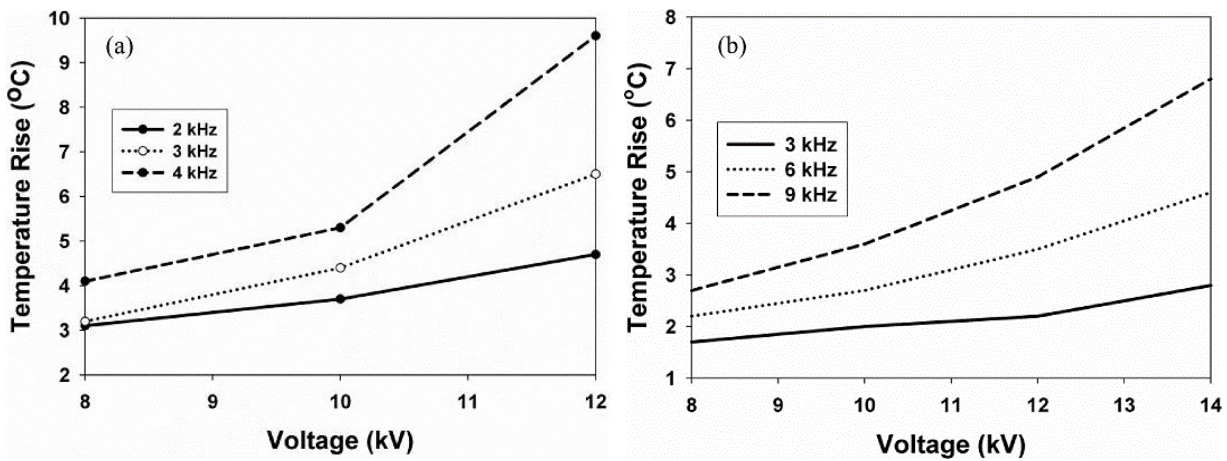 (a)
Temperature Rise (ºC)
10
9
8
7
6
5
4
3
2
2 kHz
3 kHz
4 kHz
8 9 10 11 12
Voltage (kV)
(b)
Temperature Rise (°C)
8
7
6
5
4
3
2
1
3 kHz
6 kHz
9 kHz
8 9 10 11 12 13 14
Voltage (kV)